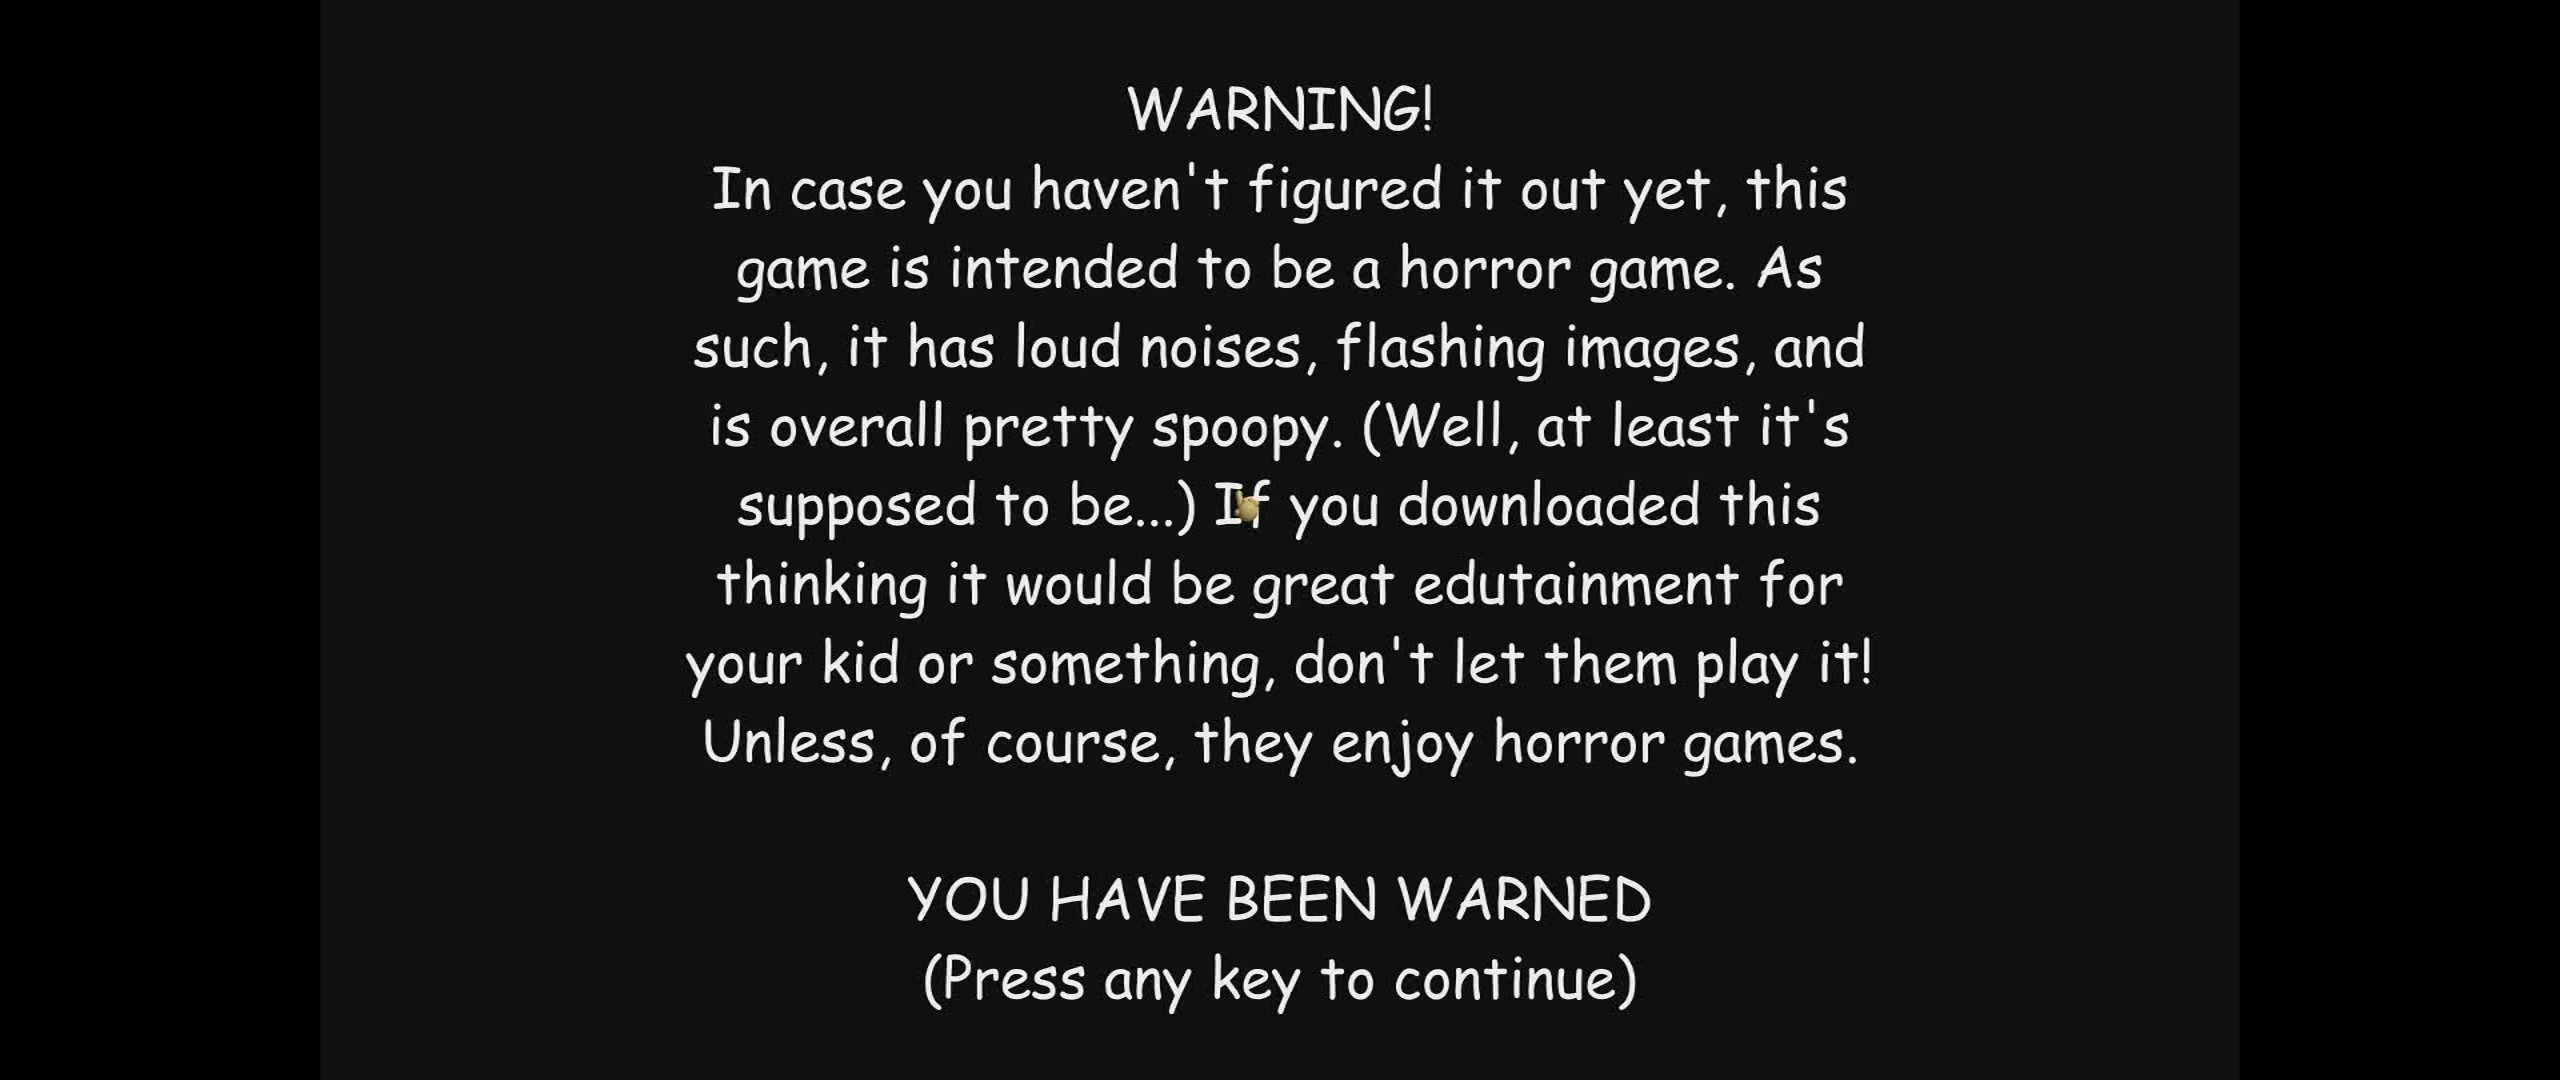 WARNING!
In case you haven't figured it out yet, this
game is intended to be a horror game. As
such, it has loud noises, flashing images, and
is overall pretty spoopy. (Well, at least it's
supposed to be...) If you downloaded this
thinking it would be great edutainment for
your kid or something, don't let them play it!
Unless, of course, they enjoy horror games.
YOU HAVE BEEN WARNED
(Press any key to continue)